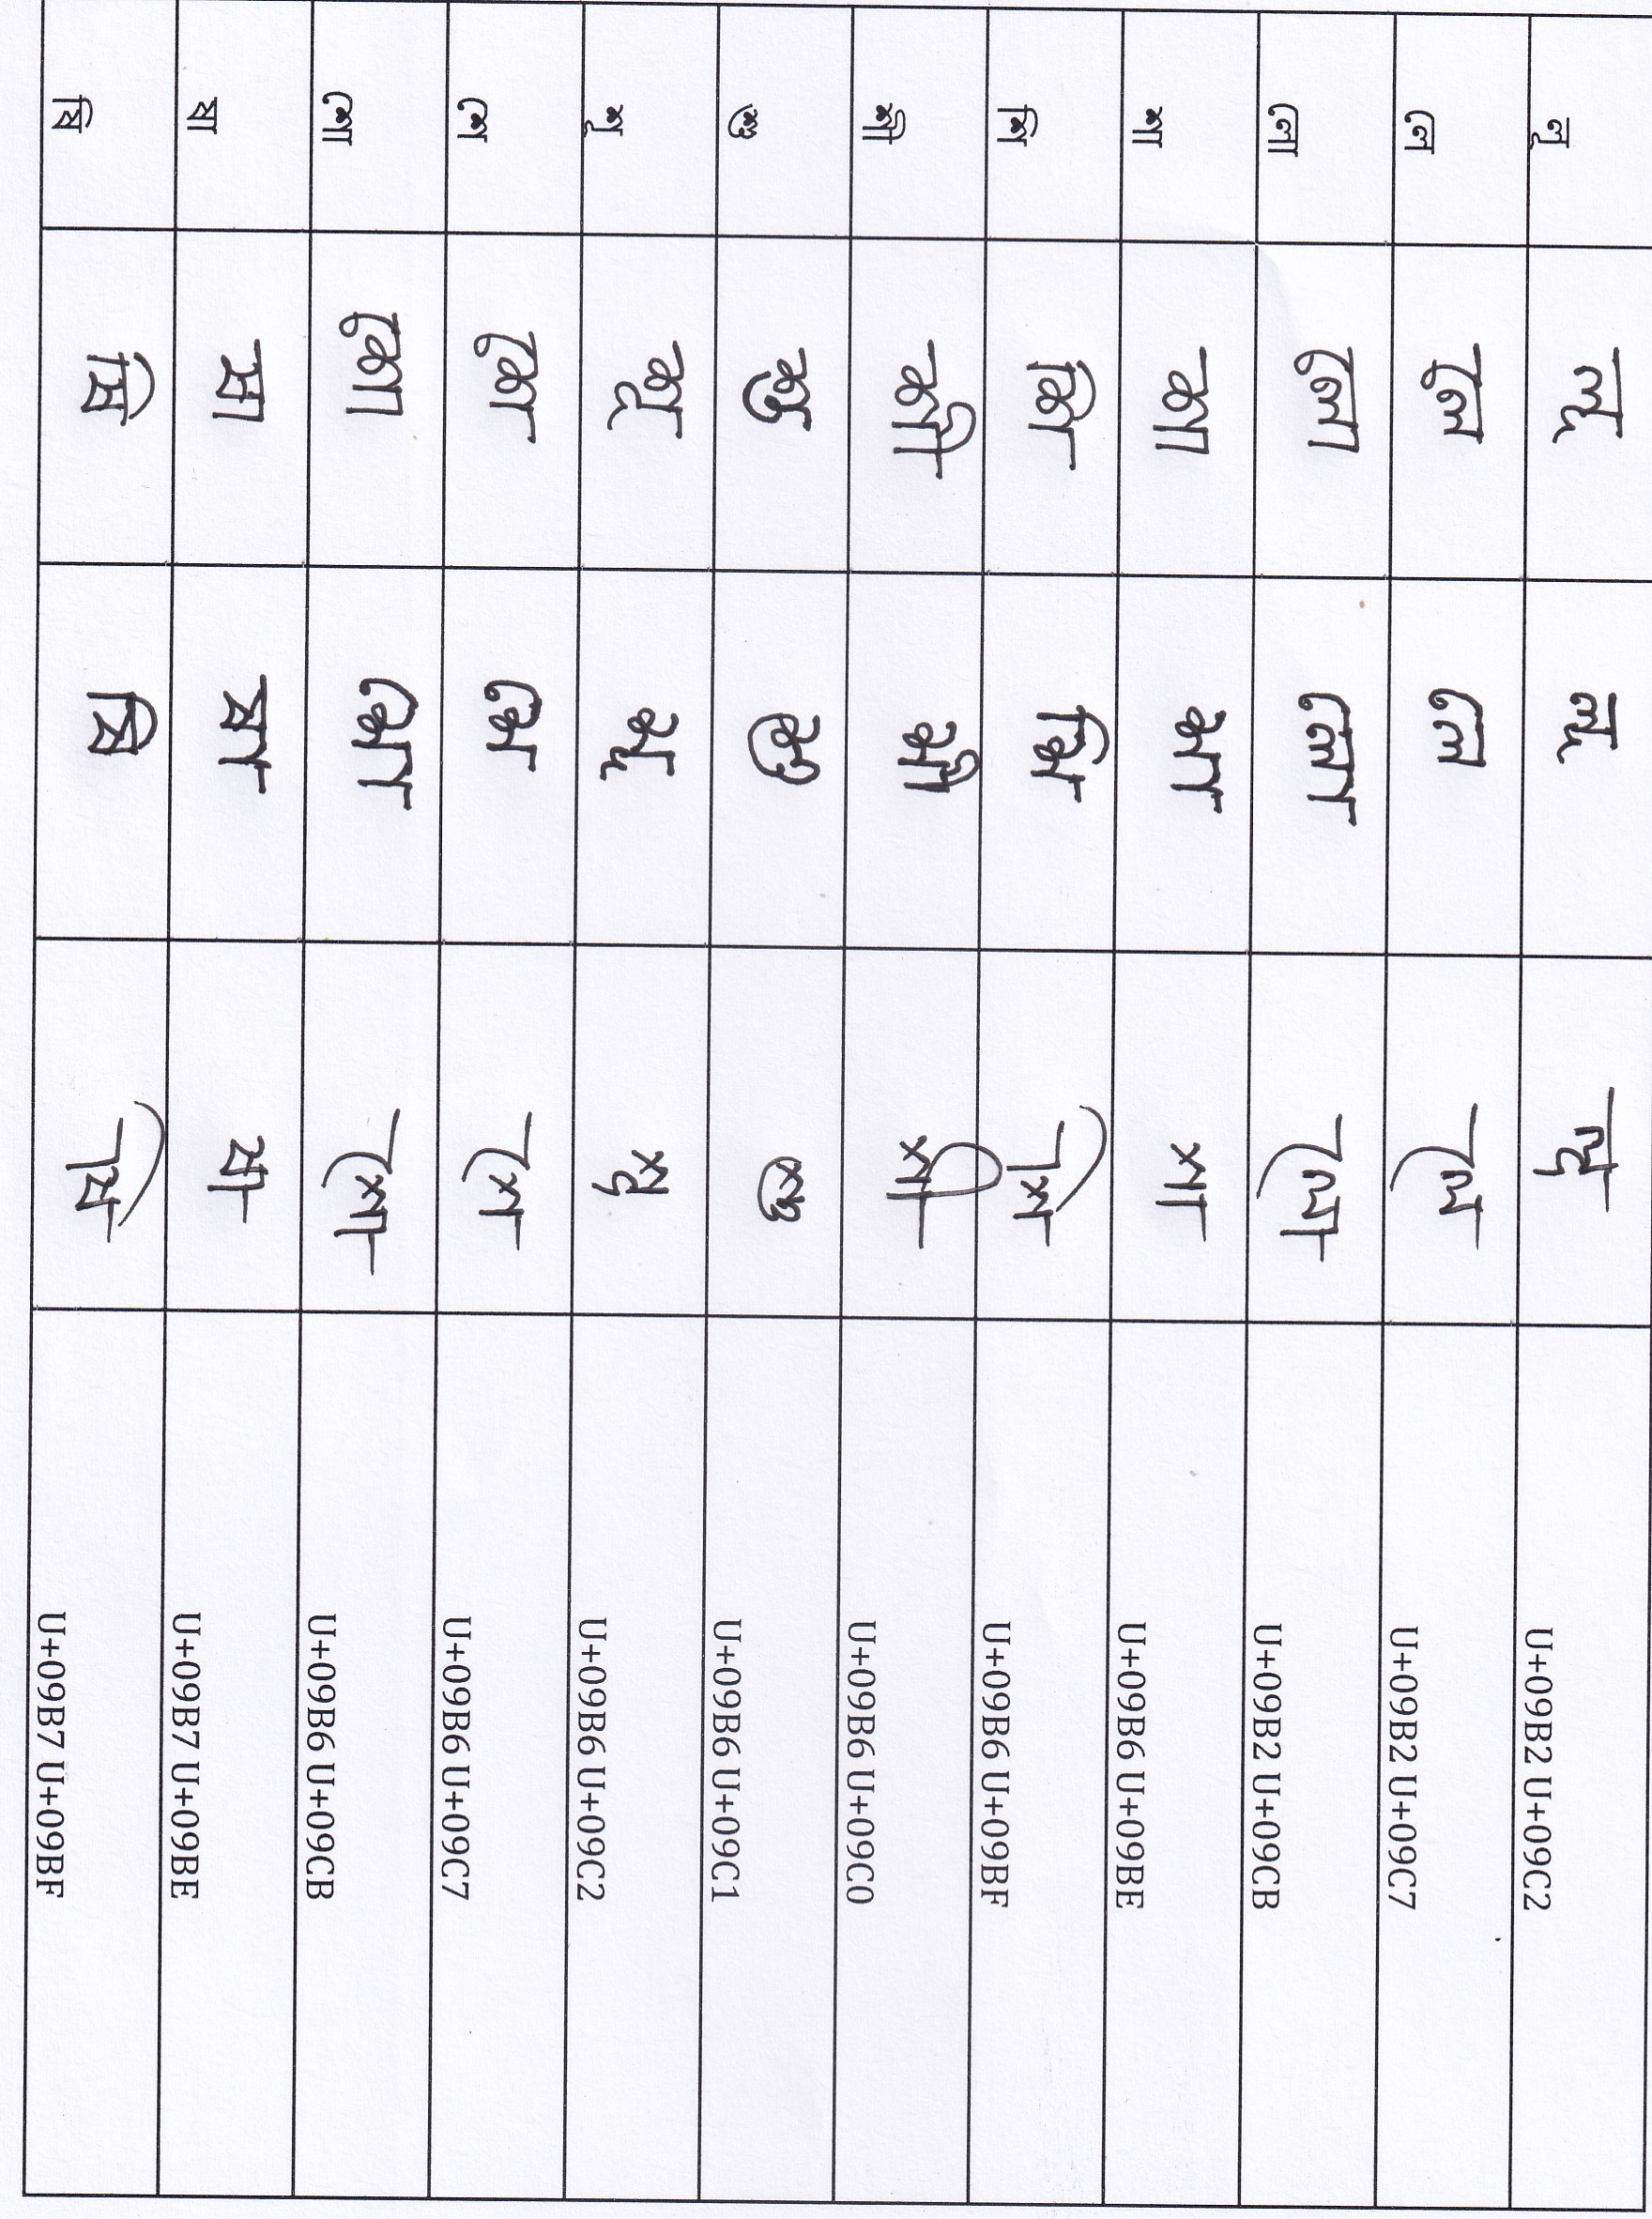 লূ লূ লূ লূ U+09B2 U+09C2
লে লে লে লে U+09B2 U+09C7
লো লো লো লো U+09B2 U+09CB
শা শা শা শা U+09B6 U+09BE
শি শি শি শি U+09B6 U+09BF
শী শী শী শী U+09B6 U+09C0
শু শু শু শু U+09B6 U+09C1
শূ শূ শূ শূ U+09B6 U+09C2
শে শে শে শে U+09B6 U+09C7
শো শো শো শো U+09B6 U+09CB
ষা ষা ষা ষা U+09B7 U+09BE
ষি ষি ষি ষি U+09B7 U+09BF